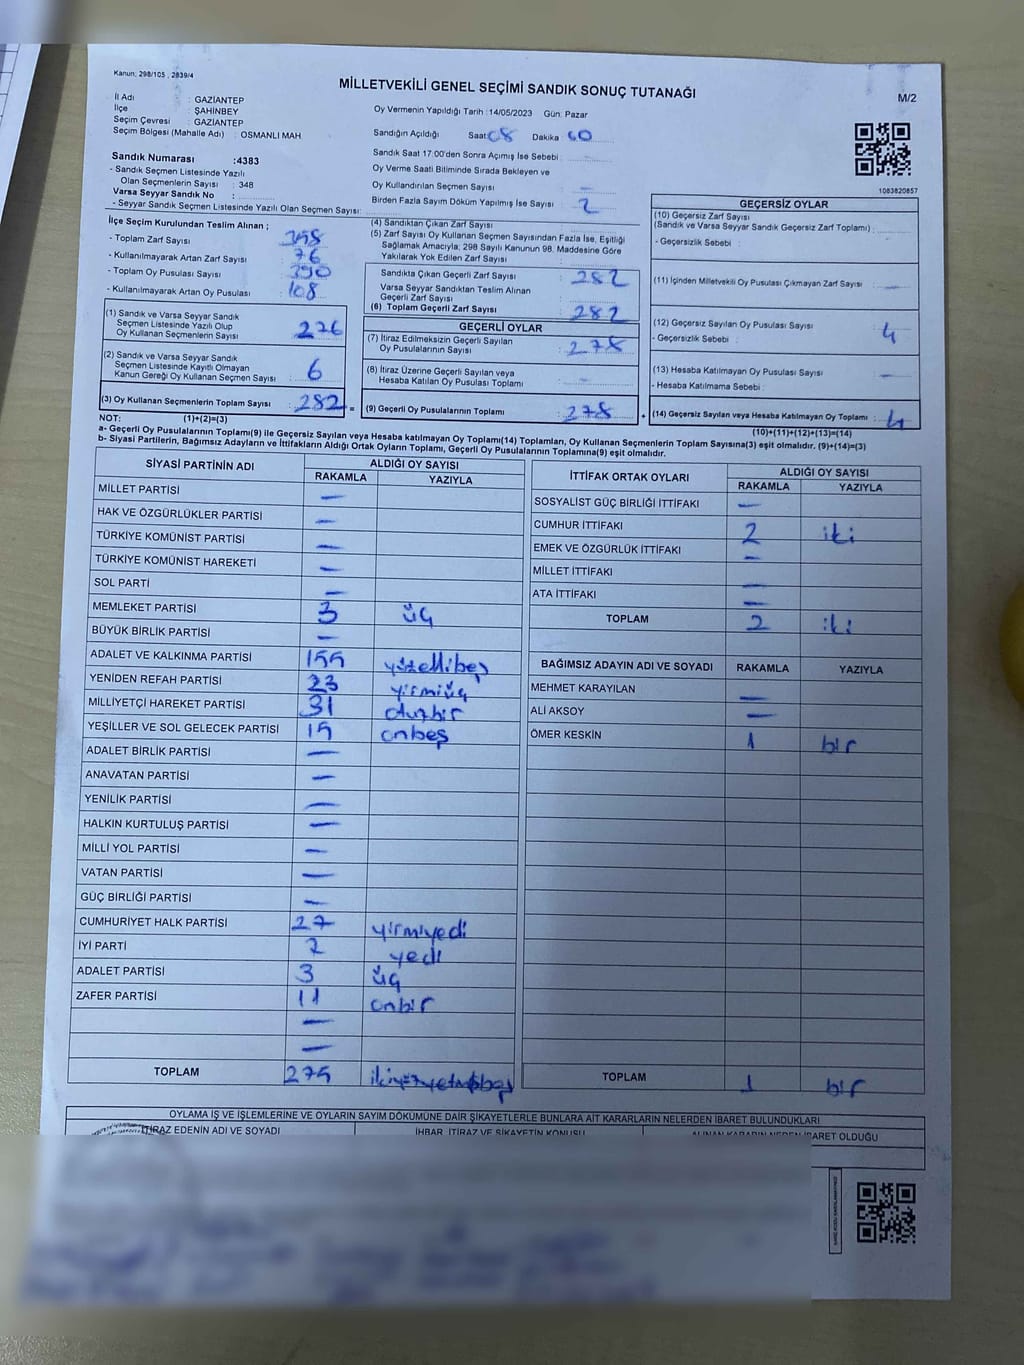 Kanun; 298/105 , 2839/4
MİLLETVEKİLİ GENEL SEÇİMİ SANDIK SONUÇ TUTANAĞI
M/2
İl Adı : GAZIANTEP
İlçe : ŞAHİNBEY
Seçim Çevresi : GAZIANTEP
Seçim Bölgesi (Mahalle Adı) : OSMANLI MAH
Oy Vermenin Yapıldığı Tarih :14/05/2023 Gün: Pazar
Sandığın Açıldığı Saat 08 Dakika 00
Sandık Saat 17:00'den Sonra Açımış İse Sebebi :
Oy Verme Saati Bitiminde Sırada Bekleyen ve
Oy Kullandırılan Seçmen Sayısı –
Birden Fazla Sayım Döküm Yapılmış İse Sayısı : 2
1083820857
Sandık Numarası :4383
- Sandık Seçmen Listesinde Yazılı
Olan Seçmenlerin Sayısı : 348
Varsa Seyyar Sandık No :
- Seyyar Sandık Seçmen Listesinde Yazılı Olan Seçmen Sayısı:
İlçe Seçim Kurulundan Teslim Alınan ;
- Toplam Zarf Sayısı
- Kullanılmayarak Artan Zarf Sayısı : 76
- Toplam Oy Pusulası Sayısı : 390
- Kullanılmayarak Artan Oy Pusulası : 108
(1) Sandık ve Varsa Seyyar Sandık
Seçmen Listesinde Yazılı Olup
Oy Kullanan Seçmenlerin Sayısı : 276
(2) Sandık ve Varsa Seyyar Sandık
Seçmen Listesinde Kayıtlı Olmayan
Kanun Gereği Oy Kullanan Seçmen Sayısı : 6
(3) Oy Kullanan Seçmenlerin Toplam Sayısı : 282 =
(1)+(2)=(3)
(4) Sandıktan Çıkan Zarf Sayısı
(5) Zarf Sayısı Oy Kullanan Seçmen Sayısından Fazla İse, Eşitliği
Sağlamak Amacıyla; 298 Sayılı Kanunun 98. Maddesine Göre
Yakılarak Yok Edilen Zarf Sayısı :
Sandıkta Çıkan Geçerli Zarf Sayısı : 282
Varsa Seyyar Sandıktan Teslim Alınan
Geçerli Zarf Sayısı
(6) Toplam Geçerli Zarf Sayısı : 282
GEÇERLİ OYLAR
(7) İtiraz Edilmeksizin Geçerli Sayılan
Oy Pusulalarının Sayısı : 278
(8) İtiraz Üzerine Geçerli Sayılan veya
Hesaba Katılan Oy Pusulası Toplamı : –
(9) Geçerli Oy Pusulalarının Toplamı : 278 +
GEÇERSİZ OYLAR
(10) Geçersiz Zarf Sayısı
(Sandık ve Varsa Seyyar Sandık Geçersiz Zarf Toplamı) :
- Geçersizlik Sebebi :
(11) İçinden Milletvekili Oy Pusulası Çıkmayan Zarf Sayısı : –
(12) Geçersiz Sayılan Oy Pusulası Sayısı : 4
- Geçersizlik Sebebi :
(13) Hesaba Katılmayan Oy Pusulası Sayısı : –
- Hesaba Katılmama Sebebi :
(14) Geçersiz Sayılan veya Hesaba Katılmayan Oy Toplamı : 4
(10)+(11)+(12)+(13)=(14)
NOT:
a- Geçerli Oy Pusulalarının Toplamı(9) ile Geçersiz Sayılan veya Hesaba katılmayan Oy Toplamı(14) Toplamları, Oy Kullanan Seçmenlerin Toplam Sayısına(3) eşit olmalıdır. (9)+(14)=(3)
b- Siyasi Partilerin, Bağımsız Adayların ve İttifakların Aldığı Ortak Oyların Toplamı, Geçerli Oy Pusulalarının Toplamına(9) eşit olmalıdır.
SİYASİ PARTİNİN ADI ALDIĞI OY SAYISI
RAKAMLA YAZIYLA
MİLLET PARTİSİ –
HAK VE ÖZGÜRLÜKLER PARTİSİ –
TÜRKİYE KOMÜNİST PARTİSİ –
TÜRKİYE KOMÜNİST HAREKETİ –
SOL PARTİ –
MEMLEKET PARTİSİ 3 üç
BÜYÜK BİRLİK PARTİSİ –
ADALET VE KALKINMA PARTİSİ 155 yüzellibeş
YENİDEN REFAH PARTİSİ 23 yirmiüç
MİLLİYETÇİ HAREKET PARTİSİ 31 otuzbir
YEŞİLLER VE SOL GELECEK PARTİSİ 15 onbeş
ADALET BİRLİK PARTİSİ –
ANAVATAN PARTİSİ –
YENİLİK PARTİSİ –
HALKIN KURTULUŞ PARTİSİ –
MİLLİ YOL PARTİSİ –
VATAN PARTİSİ –
GÜÇ BİRLİĞİ PARTİSİ –
CUMHURİYET HALK PARTİSİ 27 yirmiyedi
İYİ PARTİ 7 yedi
ADALET PARTİSİ 3 üç
ZAFER PARTİSİ 11 onbir
–
–
TOPLAM 275 ikiyüzyetmişbeş
İTTİFAK ORTAK OYLARI ALDIĞI OY SAYISI
RAKAMLA YAZIYLA
SOSYALİST GÜÇ BİRLİĞİ İTTİFAKI –
CUMHUR İTTİFAKI 2 iki
EMEK VE ÖZGÜRLÜK İTTİFAKI –
MİLLET İTTİFAKI –
ATA İTTİFAKI –
TOPLAM 2 iki
BAĞIMSIZ ADAYIN ADI VE SOYADI RAKAMLA YAZIYLA
MEHMET KARAYILAN –
ALİ AKSOY –
ÖMER KESKİN 1 bir
TOPLAM 1 bir
OYLAMA İŞ VE İŞLEMLERİNE VE OYLARIN SAYIM DÖKÜMÜNE DAİR ŞİKAYETLERLE BUNLARA AİT KARARLARIN NELERDEN İBARET BULUNDUKLARI
İTİRAZ EDENİN ADI VE SOYADI İHBAR, İTİRAZ VE ŞİKAYETİN KONUSU ALINAN KARARIN NEDEN İBARET OLDUĞU